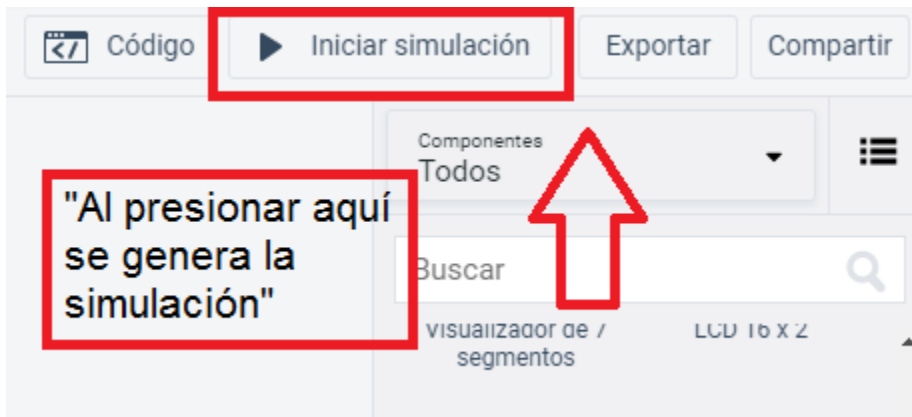 Código
Iniciar simulación
Exportar
Compartir
Componentes
Todos
"Al presionar aquí
se genera la
simulación"
Buscar
Visualizador de 7
segmentos
LCD 16 x 2